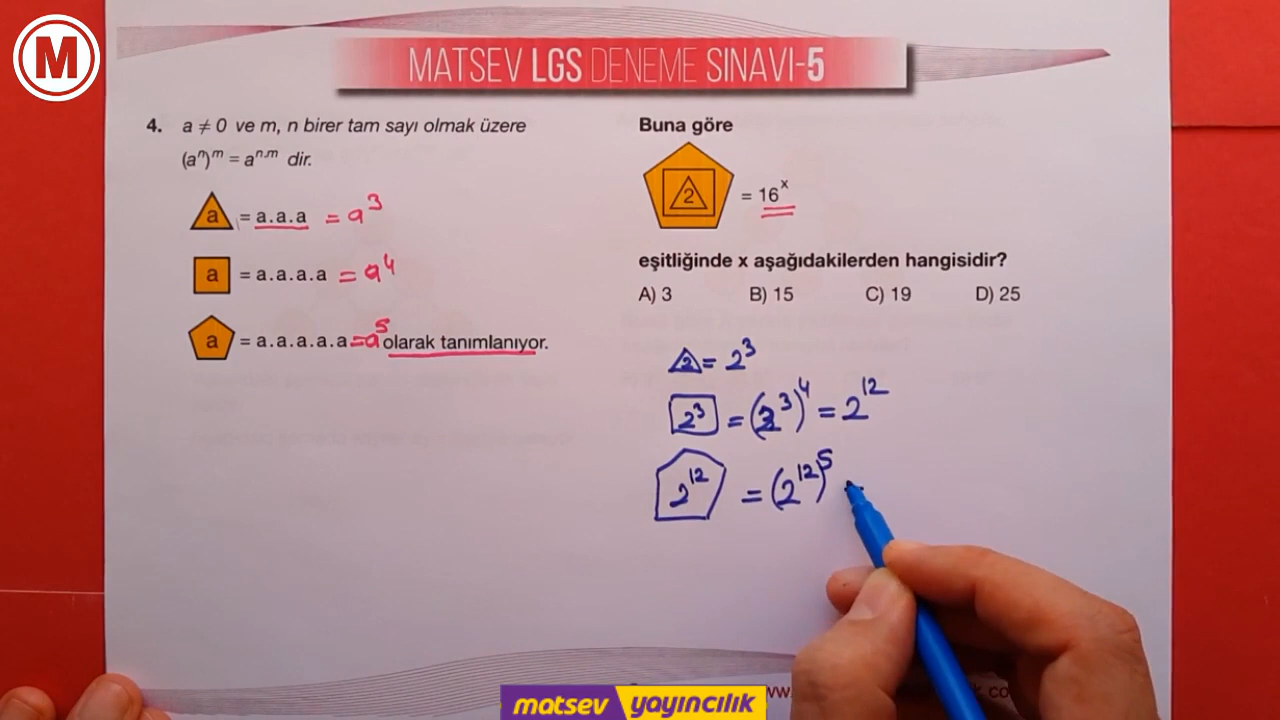 M
MATSEV LGS DENEME SINAVI-5
4. a ≠ 0 ve m, n birer tam sayı olmak üzere
(aⁿ)ᵐ = aⁿ·ᵐ dir.
a = a.a.a = a³
a = a.a.a.a = a⁴
a = a.a.a.a.a = a⁵ olarak tanımlanıyor.
Buna göre
2 = 16ˣ
eşitliğinde x aşağıdakilerden hangisidir?
A) 3 B) 15 C) 19 D) 25
2 = 2³
2³ = (2³)⁴ = 2¹²
2¹² = (2¹²)⁵
matsev yayıncılık